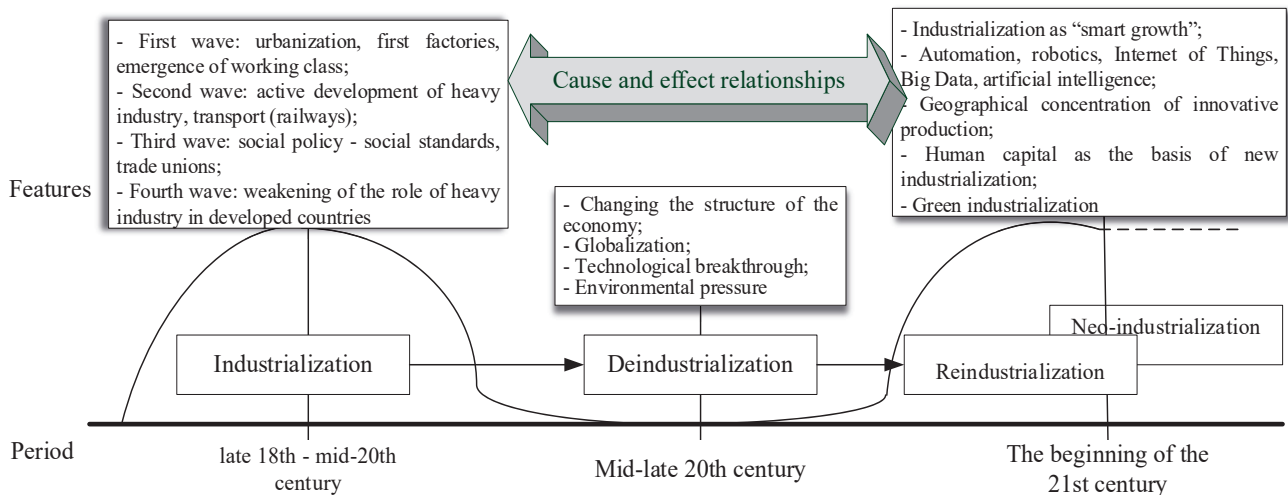 - First wave: urbanization, first factories,
emergence of working class;
- Second wave: active development of heavy
industry, transport (railways);
- Third wave: social policy - social standards,
trade unions;
- Fourth wave: weakening of the role of heavy
industry in developed countries
Cause and effect relationships
- Industrialization as “smart growth”;
- Automation, robotics, Internet of Things,
Big Data, artificial intelligence;
- Geographical concentration of innovative
production;
- Human capital as the basis of new
industrialization;
- Green industrialization
Features
- Changing the structure of the
economy;
- Globalization;
- Technological breakthrough;
- Environmental pressure
Industrialization
Deindustrialization
Reindustrialization
Neo-industrialization
Period
late 18th - mid-20th
century
Mid-late 20th century
The beginning of the
21st century